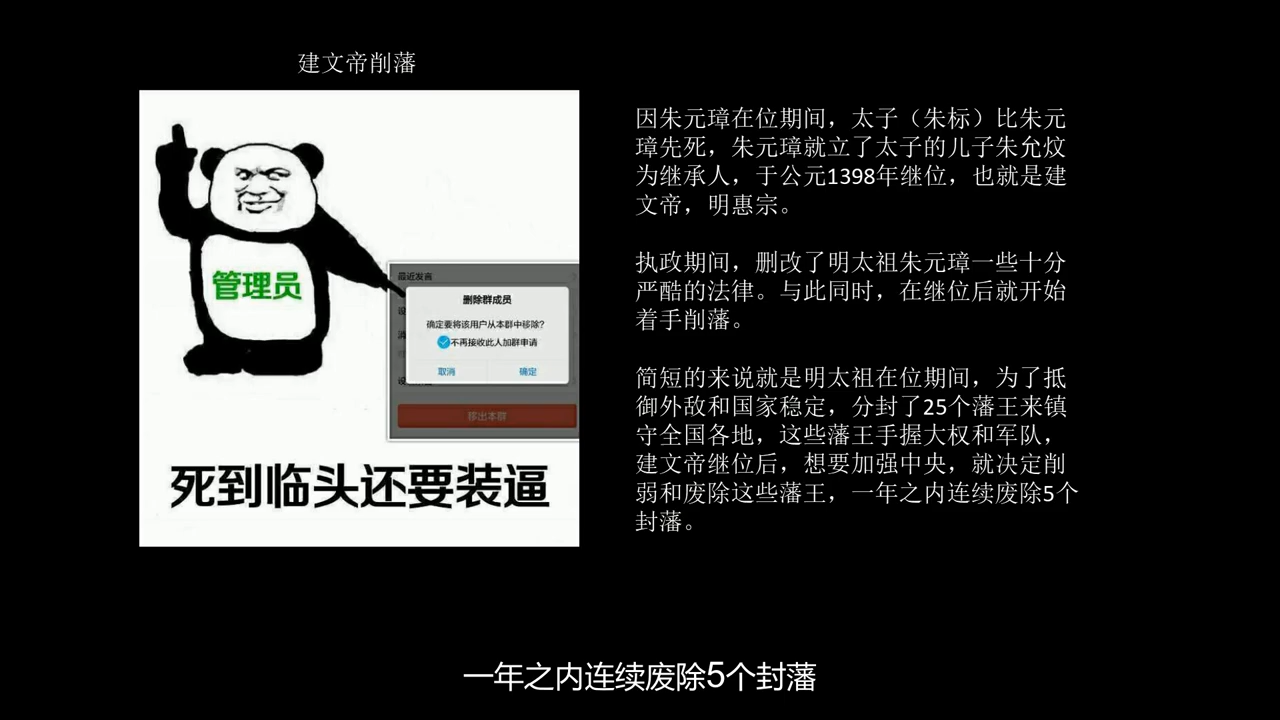 建文帝削藩
管理员
最近发言
删除群成员
确定要将该用户从本群中移除?
不再接收此人加群申请
取消
确定
移出本群
死到临头还要装逼
因朱元璋在位期间，太子（朱标）比朱元
璋先死，朱元璋就立了太子的儿子朱允炆
为继承人，于公元1398年继位，也就是建
文帝，明惠宗。
执政期间，删改了明太祖朱元璋一些十分
严酷的法律。与此同时，在继位后就开始
着手削藩。
简短的来说就是明太祖在位期间，为了抵
御外敌和国家稳定，分封了25个藩王来镇
守全国各地，这些藩王手握大权和军队，
建文帝继位后，想要加强中央，就决定削
弱和废除这些藩王，一年之内连续废除5个
封藩。
一年之内连续废除5个封藩